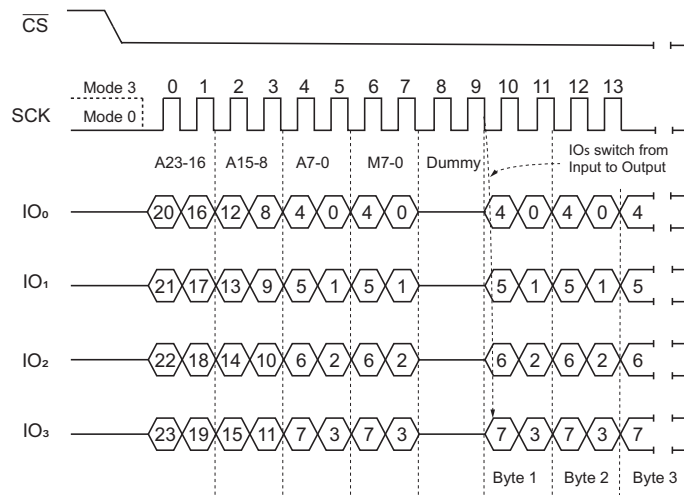 CS
Mode 3 0 1 2 3 4 5 6 7 8 9 10 11 12 13
SCK
Mode 0
IOs switch from
Input to Output
A23-16 A15-8 A7-0 M7-0 Dummy
IO₀ 20 16 12 8 4 0 4 0 4 0 4 0 4
IO₁ 21 17 13 9 5 1 5 1 5 1 5 1 5
IO₂ 22 18 14 10 6 2 6 2 6 2 6 2 6
IO₃ 23 19 15 11 7 3 7 3 7 3 7 3 7
Byte 1 Byte 2 Byte 3